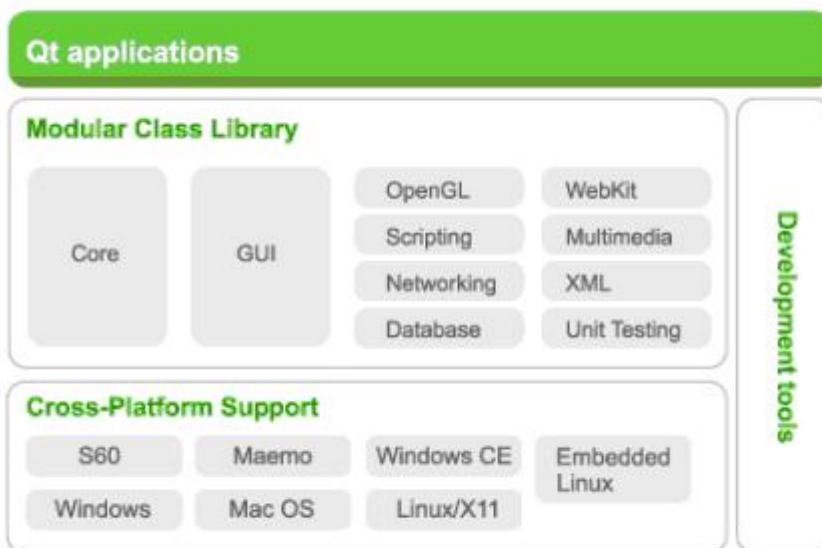 Qt applications
Modular Class Library
Core
GUI
OpenGL
WebKit
Scripting
Multimedia
Networking
XML
Database
Unit Testing
Development tools
Cross-Platform Support
S60
Maemo
Windows CE
Embedded
Linux
Windows
Mac OS
Linux/X11